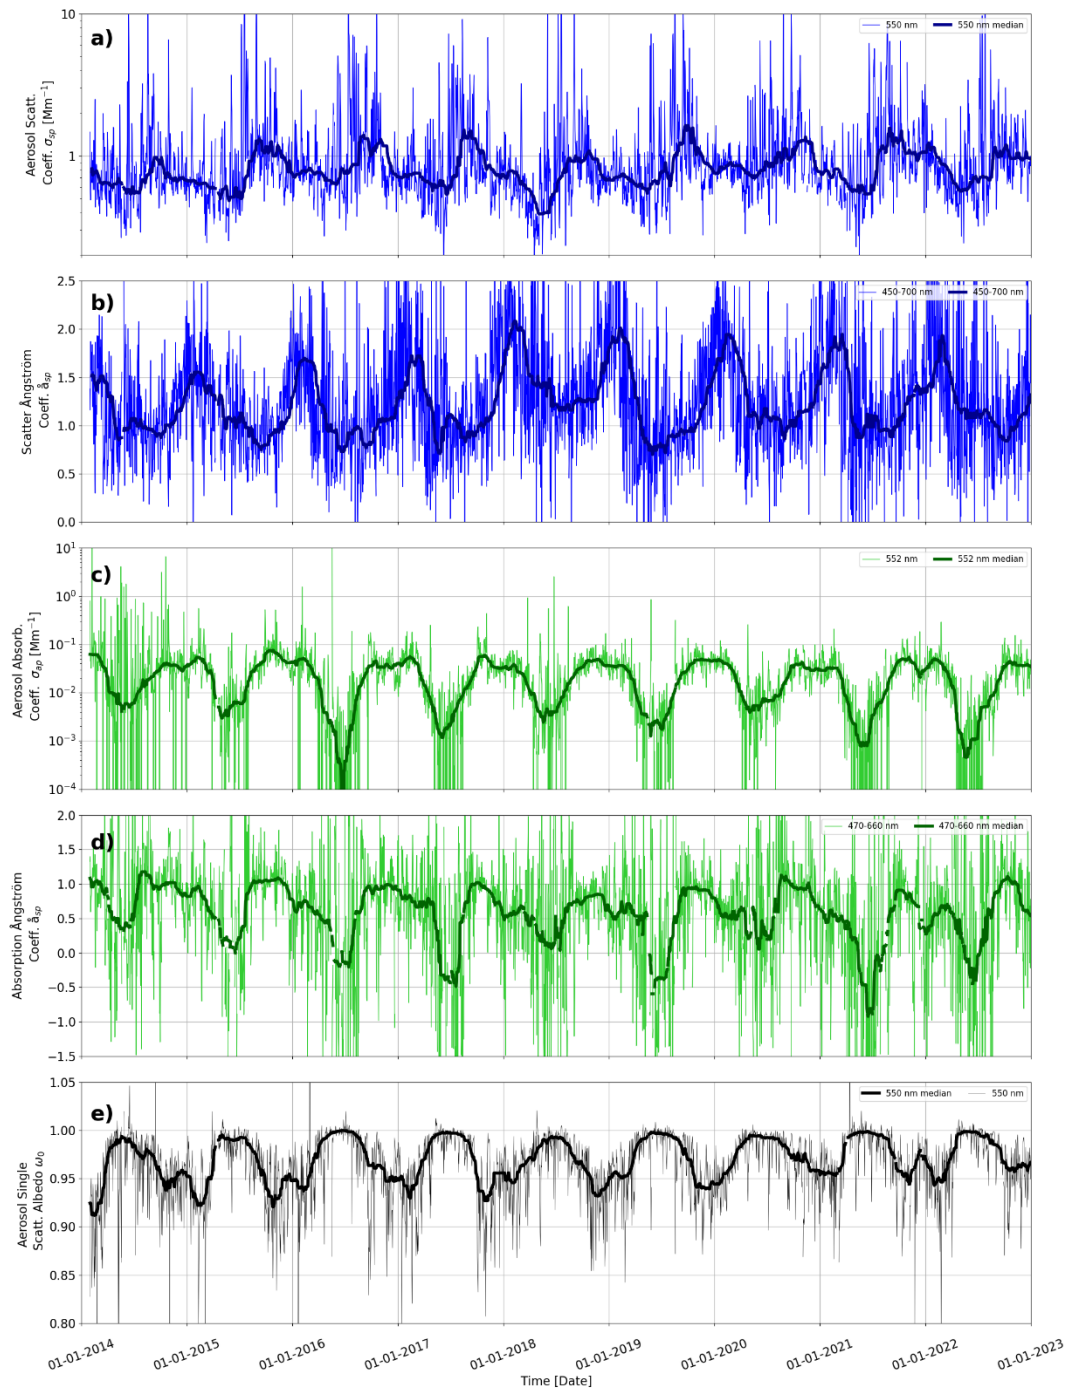 a)
550 nm 550 nm median
10
1
Aerosol Scatt.
Coeff. σsp [Mm⁻¹]
b)
450-700 nm 450-700 nm
2.5
2.0
1.5
1.0
0.5
0.0
Scatter Ångström
Coeff. åsp
c)
552 nm 552 nm median
10¹
10⁰
10⁻¹
10⁻²
10⁻³
10⁻⁴
Aerosol Absorb.
Coeff. σap [Mm⁻¹]
d)
470-660 nm 470-660 nm median
2.0
1.5
1.0
0.5
0.0
−0.5
−1.0
−1.5
Absorption Ångström
Coeff. åsp
e)
550 nm median 550 nm
1.05
1.00
0.95
0.90
0.85
0.80
Aerosol Single
Scatt. Albedo ω₀
01-01-2014 01-01-2015 01-01-2016 01-01-2017 01-01-2018 01-01-2019 01-01-2020 01-01-2021 01-01-2022 01-01-2023
Time [Date]